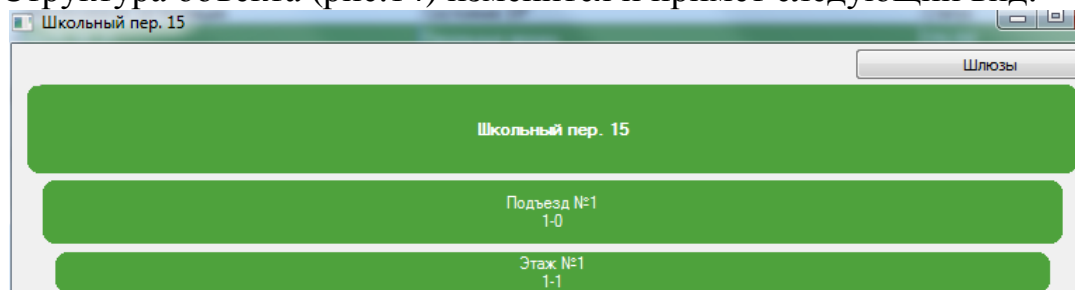 Структура объекта (рис.14) изменится и примет следующий вид:
Школьный пер. 15
Шлюзы
Школьный пер. 15
Подъезд №1
1-0
Этаж №1
1-1